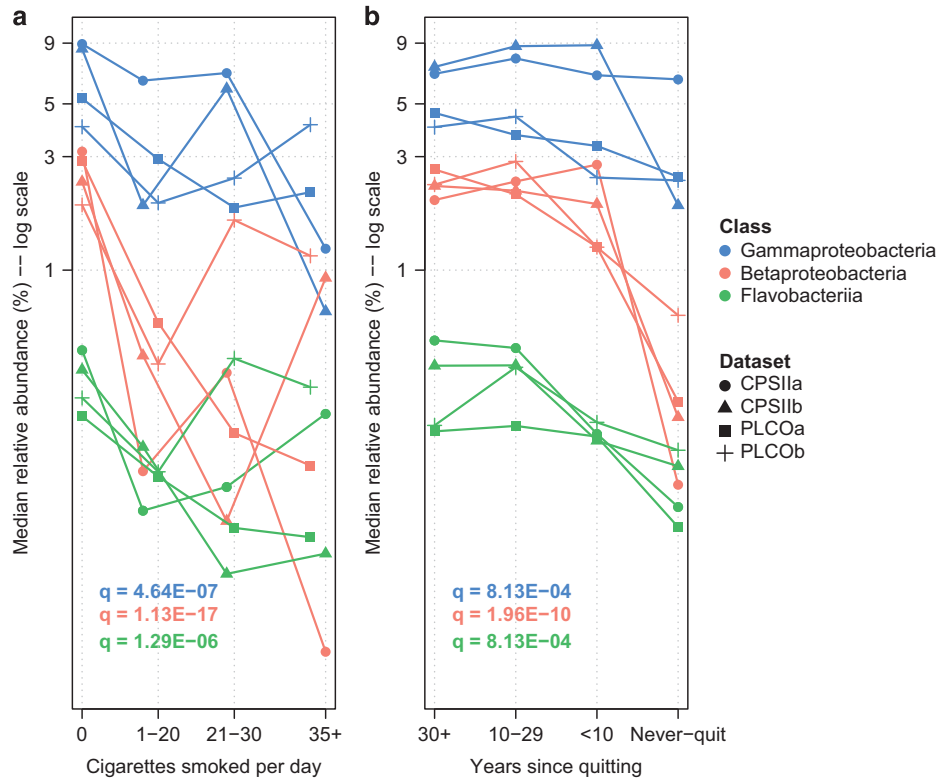 a
Median relative abundance (%) –– log scale
9
5
3
1
q = 4.64E−07
q = 1.13E−17
q = 1.29E−06
0
1−20
21−30
35+
Cigarettes smoked per day
b
Median relative abundance (%) –– log scale
9
5
3
1
q = 8.13E−04
q = 1.96E−10
q = 8.13E−04
30+
10−29
<10
Never−quit
Years since quitting
Class
Gammaproteobacteria
Betaproteobacteria
Flavobacteriia
Dataset
CPSIIa
CPSIIb
PLCOa
PLCOb